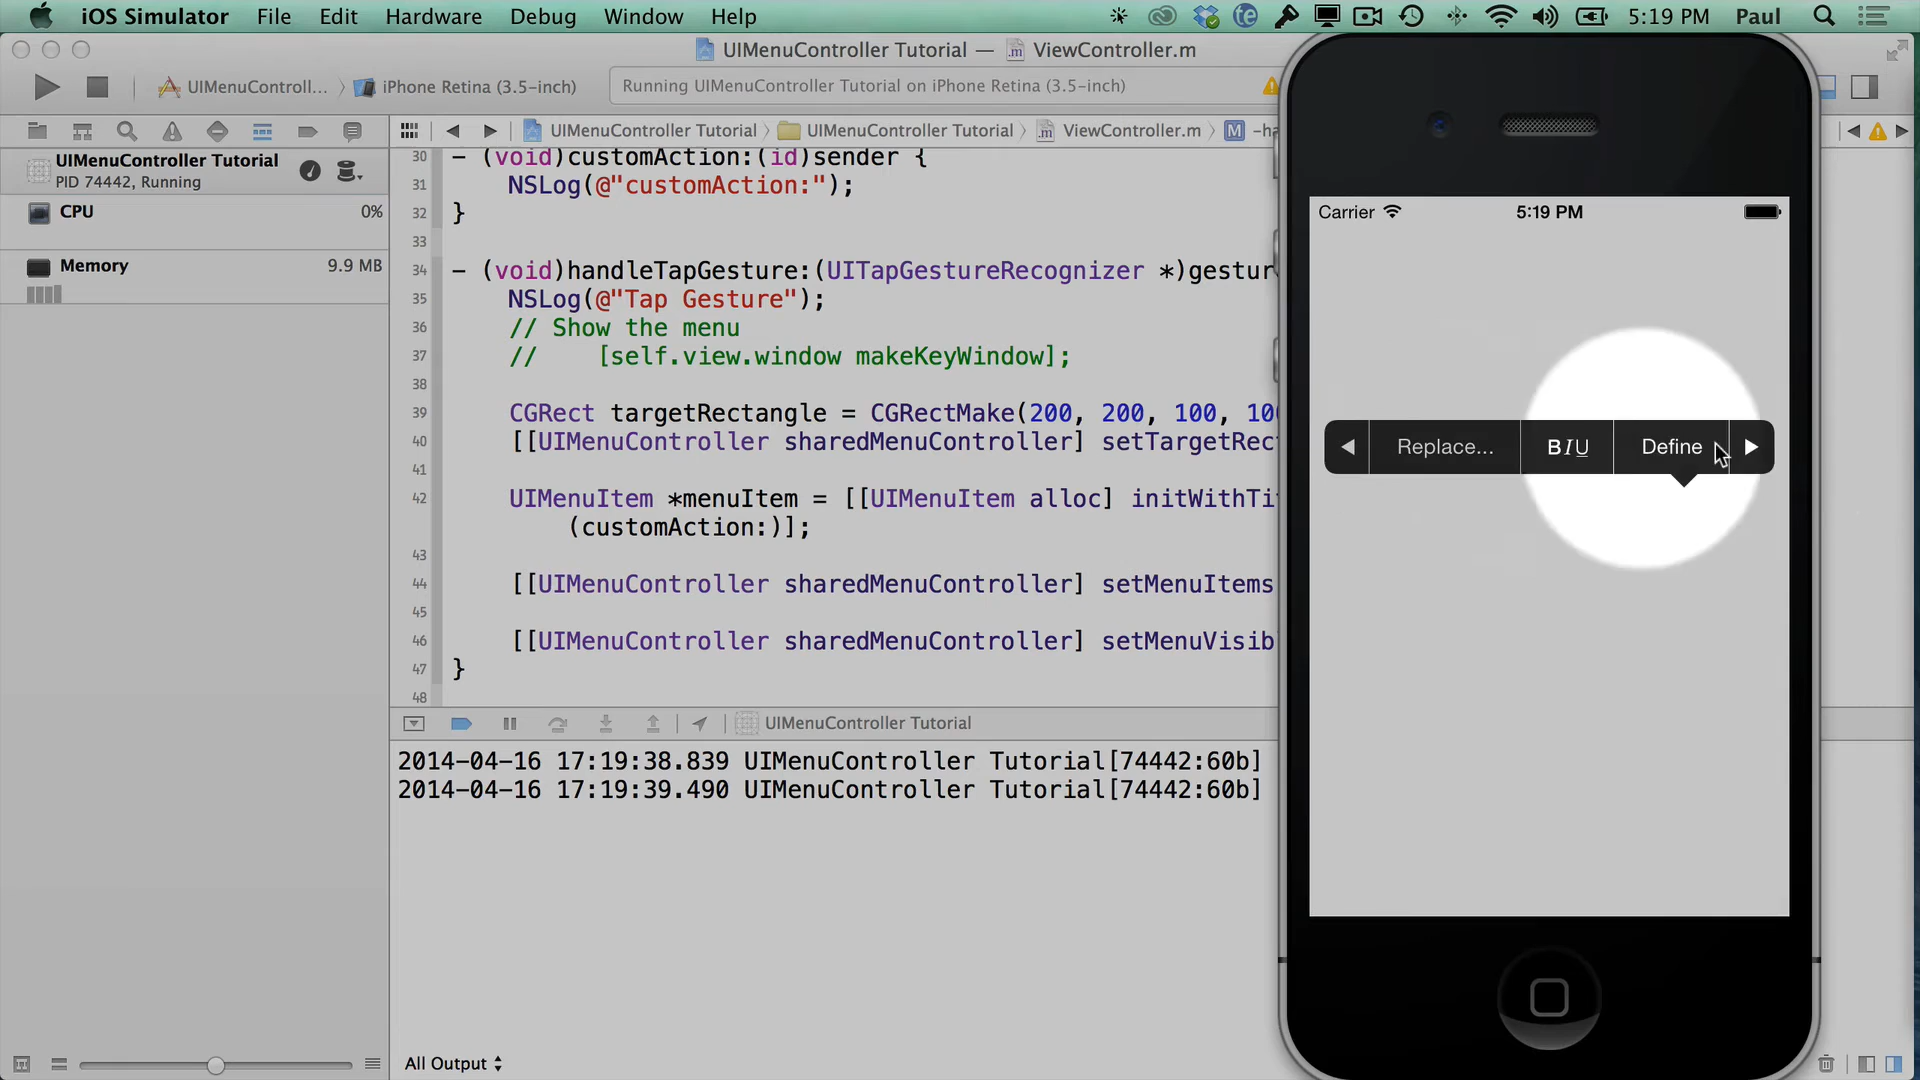 iOS Simulator File Edit Hardware Debug Window Help 5:19 PM Paul
UIMenuController Tutorial — ViewController.m
UIMenuControll... iPhone Retina (3.5-inch) Running UIMenuController Tutorial on iPhone Retina (3.5-inch)
UIMenuController Tutorial UIMenuController Tutorial ViewController.m M -ha
UIMenuController Tutorial
PID 74442, Running
CPU 0%
Memory 9.9 MB
30 - (void)customAction:(id)sender {
31 NSLog(@"customAction:");
32 }
33
34 - (void)handleTapGesture:(UITapGestureRecognizer *)gestur
35 NSLog(@"Tap Gesture");
36 // Show the menu
37 // [self.view.window makeKeyWindow];
38
39 CGRect targetRectangle = CGRectMake(200, 200, 100, 10
40 [[UIMenuController sharedMenuController] setTargetRec
41
42 UIMenuItem *menuItem = [[UIMenuItem alloc] initWithTi
(customAction:)];
43
44 [[UIMenuController sharedMenuController] setMenuItems
45
46 [[UIMenuController sharedMenuController] setMenuVisib
47 }
48
UIMenuController Tutorial
2014-04-16 17:19:38.839 UIMenuController Tutorial[74442:60b]
2014-04-16 17:19:39.490 UIMenuController Tutorial[74442:60b]
All Output
Carrier 5:19 PM
Replace... BIU Define